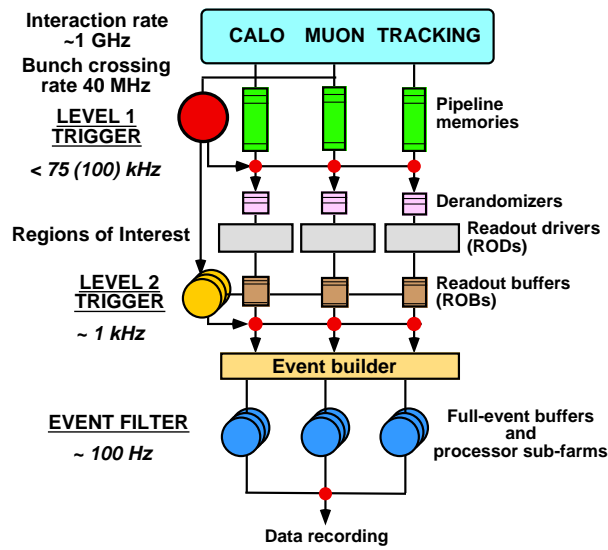 Interaction rate
~1 GHz
CALO MUON TRACKING
Bunch crossing
rate 40 MHz
LEVEL 1
TRIGGER
Pipeline
memories
< 75 (100) kHz
Derandomizers
Regions of Interest
Readout drivers
(RODs)
LEVEL 2
TRIGGER
Readout buffers
(ROBs)
~ 1 kHz
Event builder
EVENT FILTER
~ 100 Hz
Full-event buffers
and
processor sub-farms
Data recording